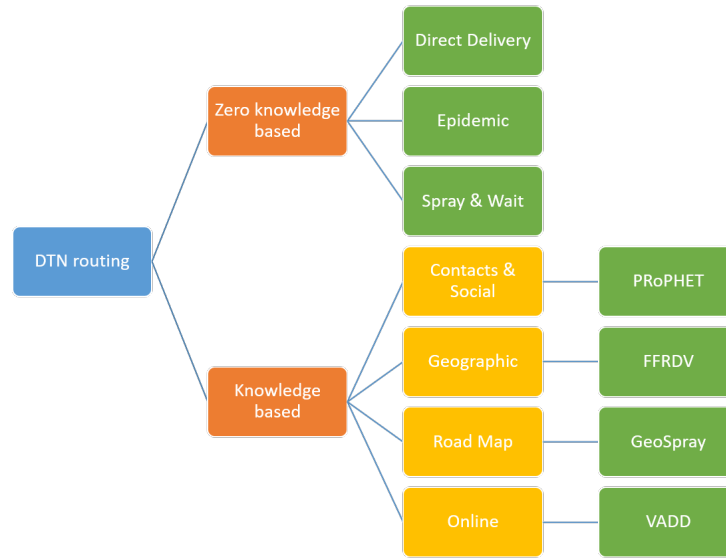 Direct Delivery
Zero knowledge
based
Epidemic
Spray & Wait
DTN routing
Contacts &
Social
PRoPHET
Geographic
FFRDV
Knowledge
based
Road Map
GeoSpray
Online
VADD